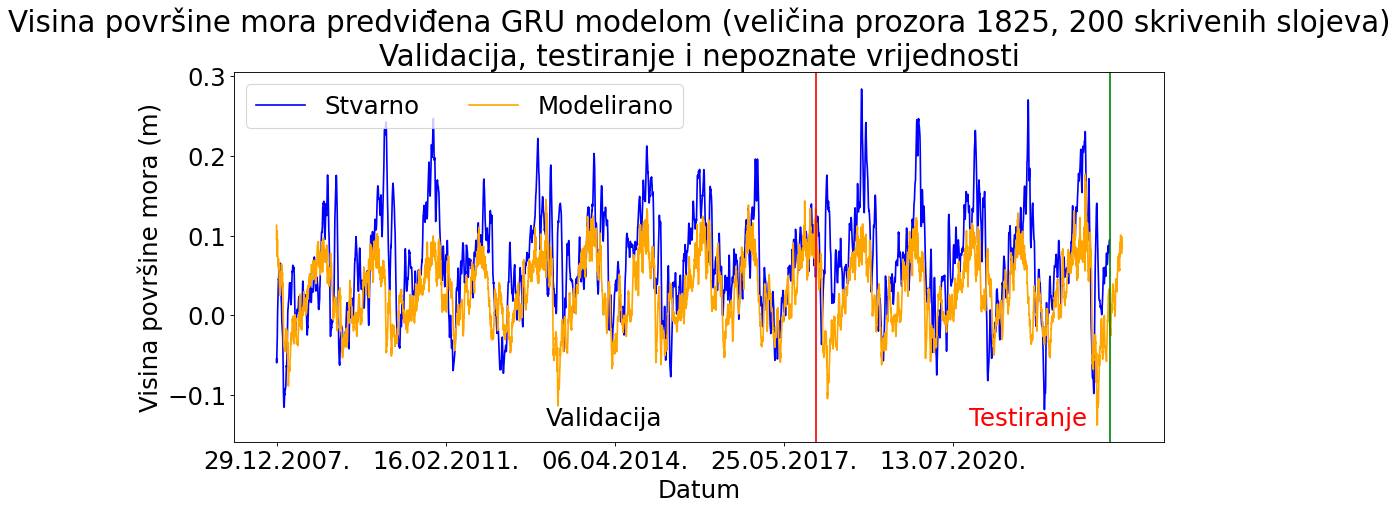 Visina površine mora predviđena GRU modelom (veličina prozora 1825, 200 skrivenih slojeva)
Validacija, testiranje i nepoznate vrijednosti
Stvarno Modelirano
Visina površine mora (m)
0.3
0.2
0.1
0.0
−0.1
Validacija
Testiranje
29.12.2007. 16.02.2011. 06.04.2014. 25.05.2017. 13.07.2020.
Datum